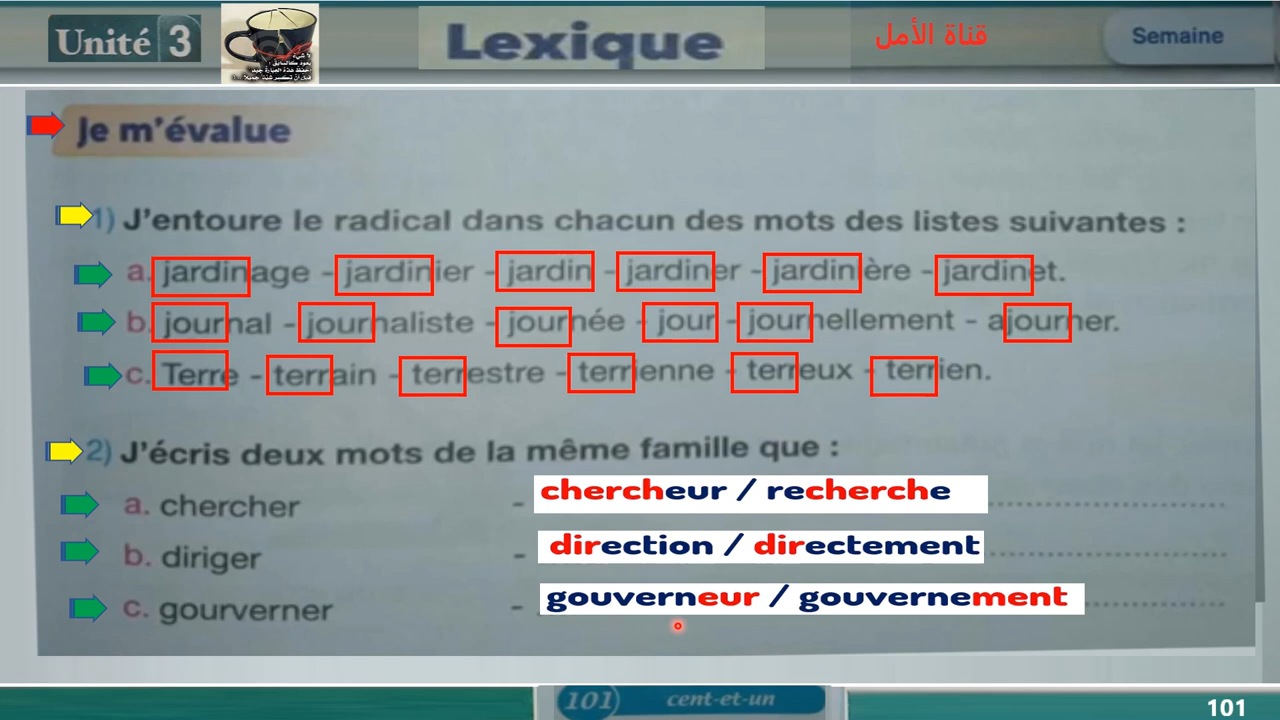 Unité 3
Lexique
قناة الأمل
Semaine
Je m'évalue
1) J'entoure le radical dans chacun des mots des listes suivantes :
a. jardinage - jardinier - jardin - jardiner - jardinière - jardinet.
b. journal - journaliste - journée - jour - journellement - ajourner.
c. Terre - terrain - terrestre - terrienne - terreux - terrien.
2) J'écris deux mots de la même famille que :
a. chercher - chercheur / recherche
b. diriger - direction / directement
c. gourverner - gouverneur / gouvernement
101 cent-et-un
101